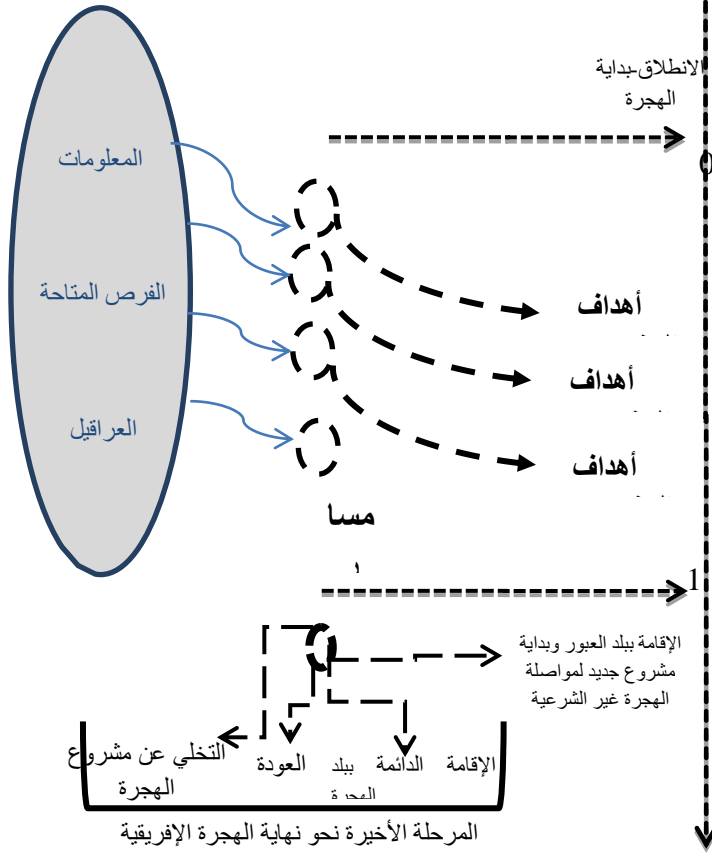 الانطلاق-بداية
الهجرة
0
المعلومات
الفرص المتاحة
العراقيل
أهداف
أهداف
أهداف
مسا
1
الإقامة ببلد العبور وبداية
مشروع جديد لمواصلة
الهجرة غير الشرعية
الإقامة الدائمة ببلد
الهجرة
العودة
التخلي عن مشروع
الهجرة
المرحلة الأخيرة نحو نهاية الهجرة الإفريقية